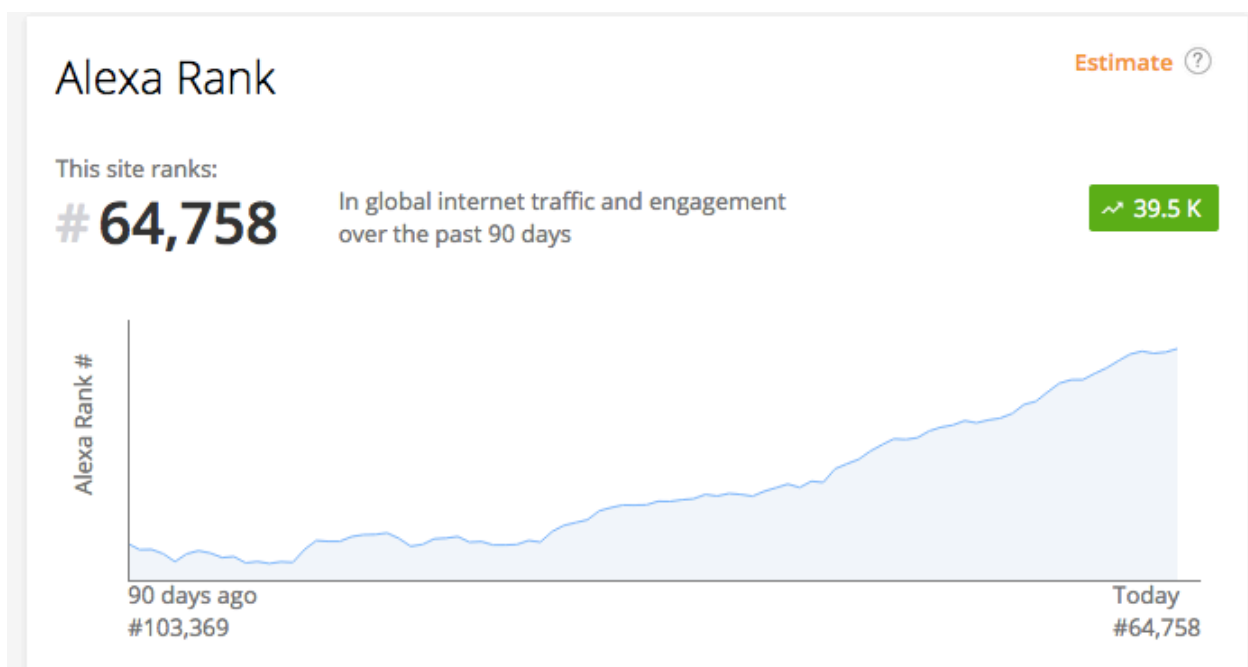 Alexa Rank
Estimate ?
This site ranks:
#64,758
In global internet traffic and engagement
over the past 90 days
39.5 K
Alexa Rank #
90 days ago
#103,369
Today
#64,758